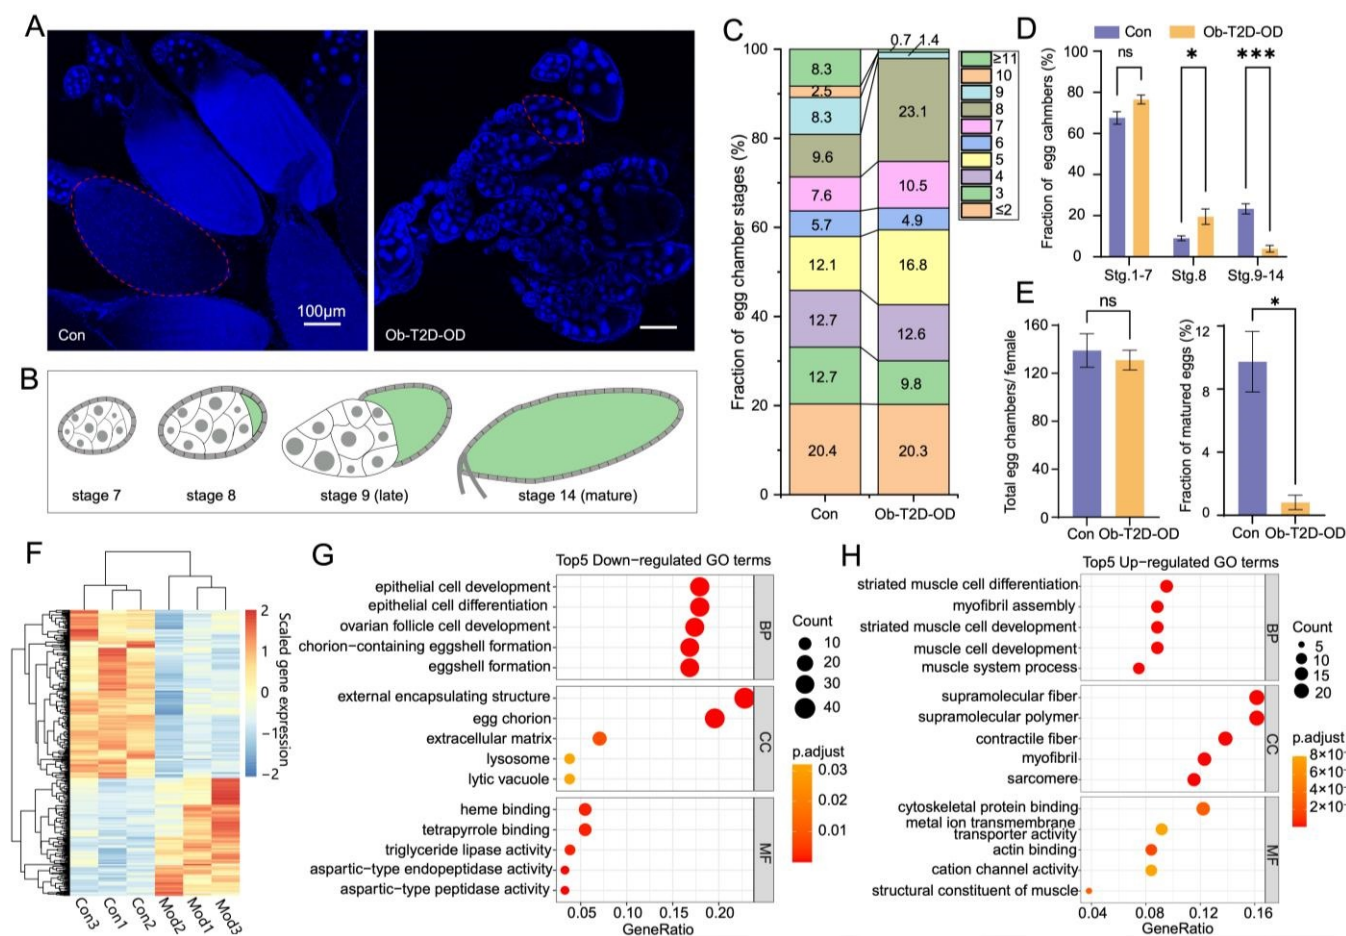 A
Con
100μm
Ob-T2D-OD
B
stage 7
stage 8
stage 9 (late)
stage 14 (mature)
C
Fraction of egg chamber stages (%)
100
80
60
40
20
0
8.3
2.5
8.3
9.6
7.6
5.7
12.1
12.7
12.7
20.4
0.7
1.4
23.1
10.5
4.9
16.8
12.6
9.8
20.3
Con
Ob-T2D-OD
≥11
10
9
8
7
6
5
4
3
≤2
D
Con
Ob-T2D-OD
Fraction of egg cahmbers (%)
100
80
60
40
20
0
ns
*
***
Stg.1-7
Stg.8
Stg.9-14
E
Total egg chambers/ female
160
120
80
40
0
ns
Con
Ob-T2D-OD
Fraction of matured eggs (%)
12
8
4
0
*
Con
Ob-T2D-OD
F
2
1
0
−1
−2
Scaled gene expression
Con3
Con1
Con2
Mod2
Mod1
Mod3
G
Top5 Down−regulated GO terms
epithelial cell development
epithelial cell differentiation
ovarian follicle cell development
chorion-containing eggshell formation
eggshell formation
BP
external encapsulating structure
egg chorion
extracellular matrix
lysosome
lytic vacuole
CC
heme binding
tetrapyrrole binding
triglyceride lipase activity
aspartic-type endopeptidase activity
aspartic-type peptidase activity
MF
0.05
0.10
0.15
0.20
GeneRatio
Count
10
20
30
40
p.adjust
0.03
0.02
0.01
H
Top5 Up−regulated GO terms
striated muscle cell differentiation
myofibril assembly
striated muscle cell development
muscle cell development
muscle system process
BP
supramolecular fiber
supramolecular polymer
contractile fiber
myofibril
sarcomere
CC
cytoskeletal protein binding
metal ion transmembrane
transporter activity
actin binding
cation channel activity
structural constituent of muscle
MF
0.04
0.08
0.12
0.16
GeneRatio
Count
5
10
15
20
p.adjust
8×10⁻
6×10⁻
4×10⁻
2×10⁻